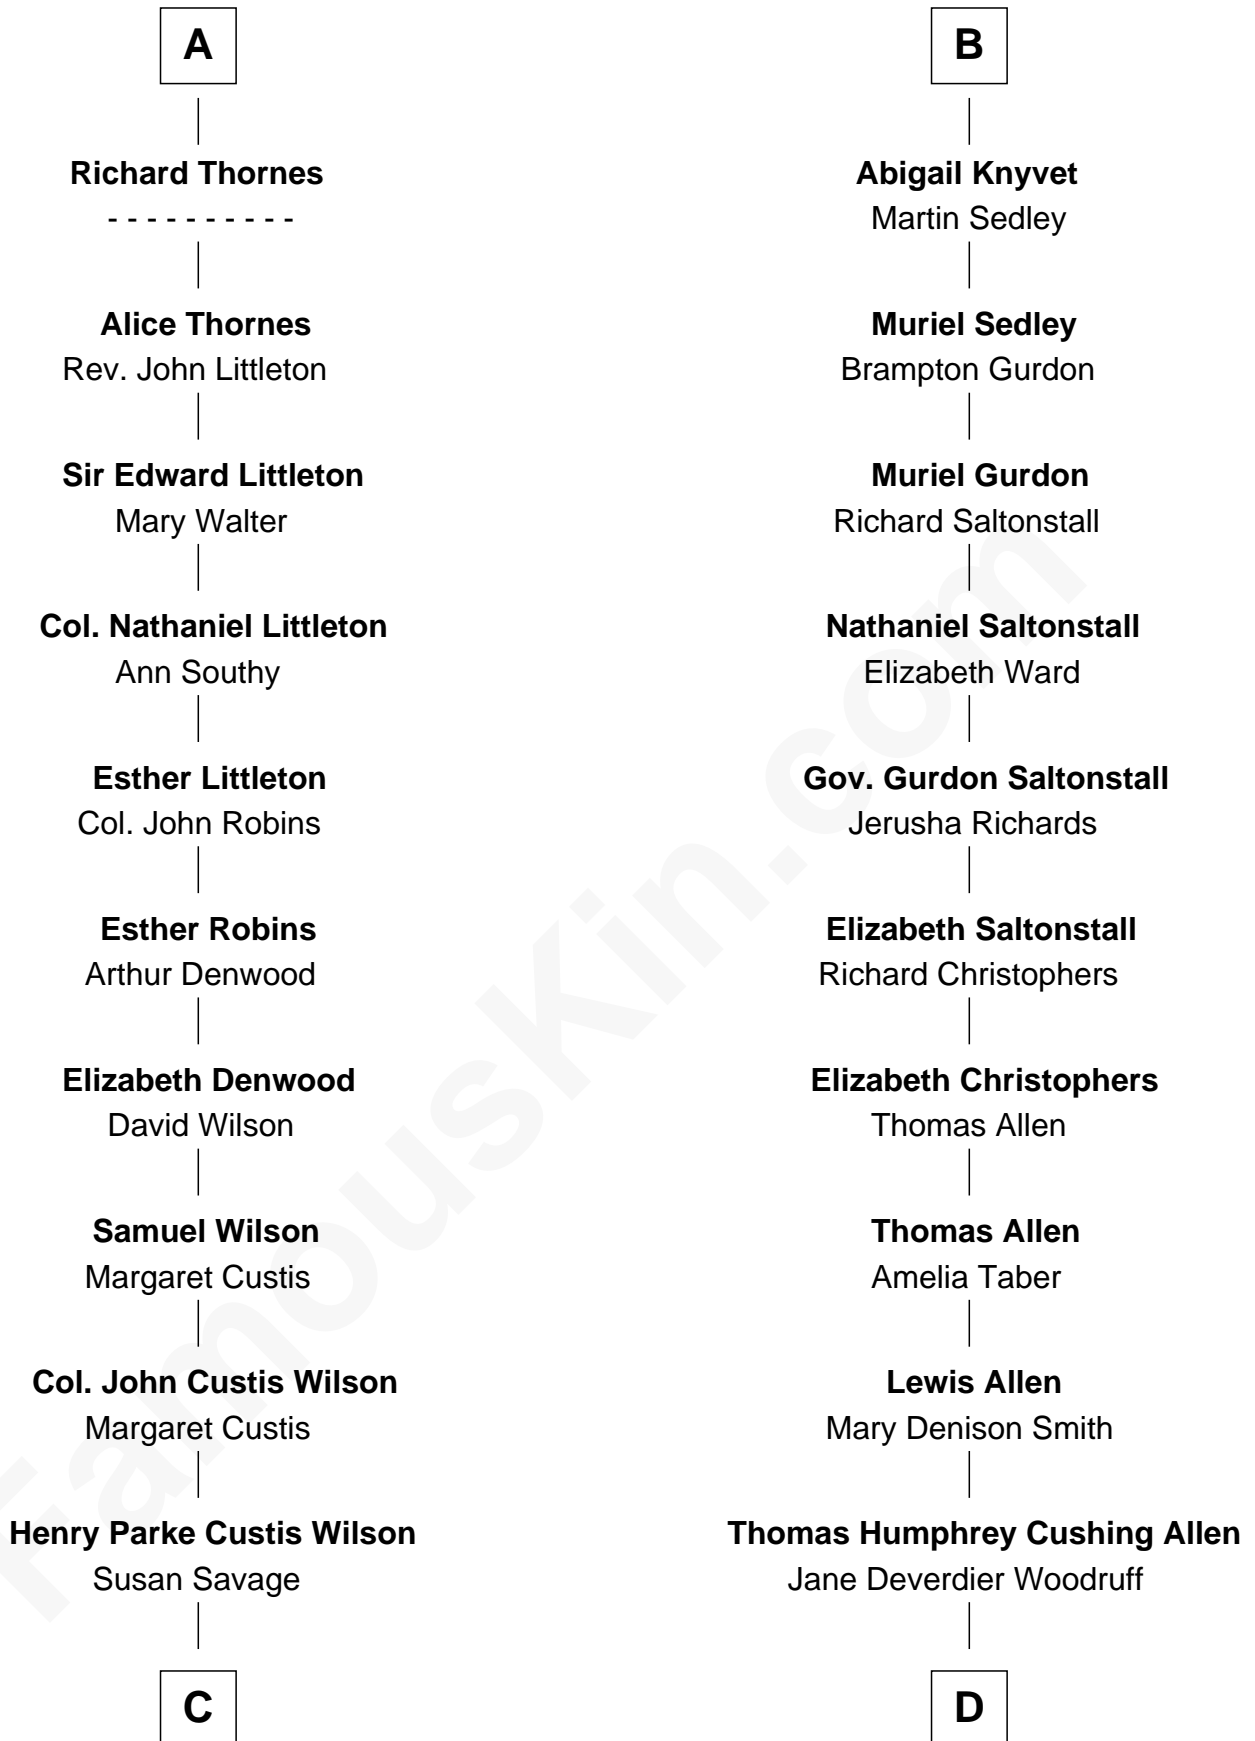 A
Richard Thornes
- - - - - - - - - -
Alice Thornes
Rev. John Littleton
Sir Edward Littleton
Mary Walter
Col. Nathaniel Littleton
Ann Southy
Esther Littleton
Col. John Robins
Esther Robins
Arthur Denwood
Elizabeth Denwood
David Wilson
Samuel Wilson
Margaret Custis
Col. John Custis Wilson
Margaret Custis
Henry Parke Custis Wilson
Susan Savage
C
B
Abigail Knyvet
Martin Sedley
Muriel Sedley
Brampton Gurdon
Muriel Gurdon
Richard Saltonstall
Nathaniel Saltonstall
Elizabeth Ward
Gov. Gurdon Saltonstall
Jerusha Richards
Elizabeth Saltonstall
Richard Christophers
Elizabeth Christophers
Thomas Allen
Thomas Allen
Amelia Taber
Lewis Allen
Mary Denison Smith
Thomas Humphrey Cushing Allen
Jane Deverdier Woodruff
D
FamousKin.com